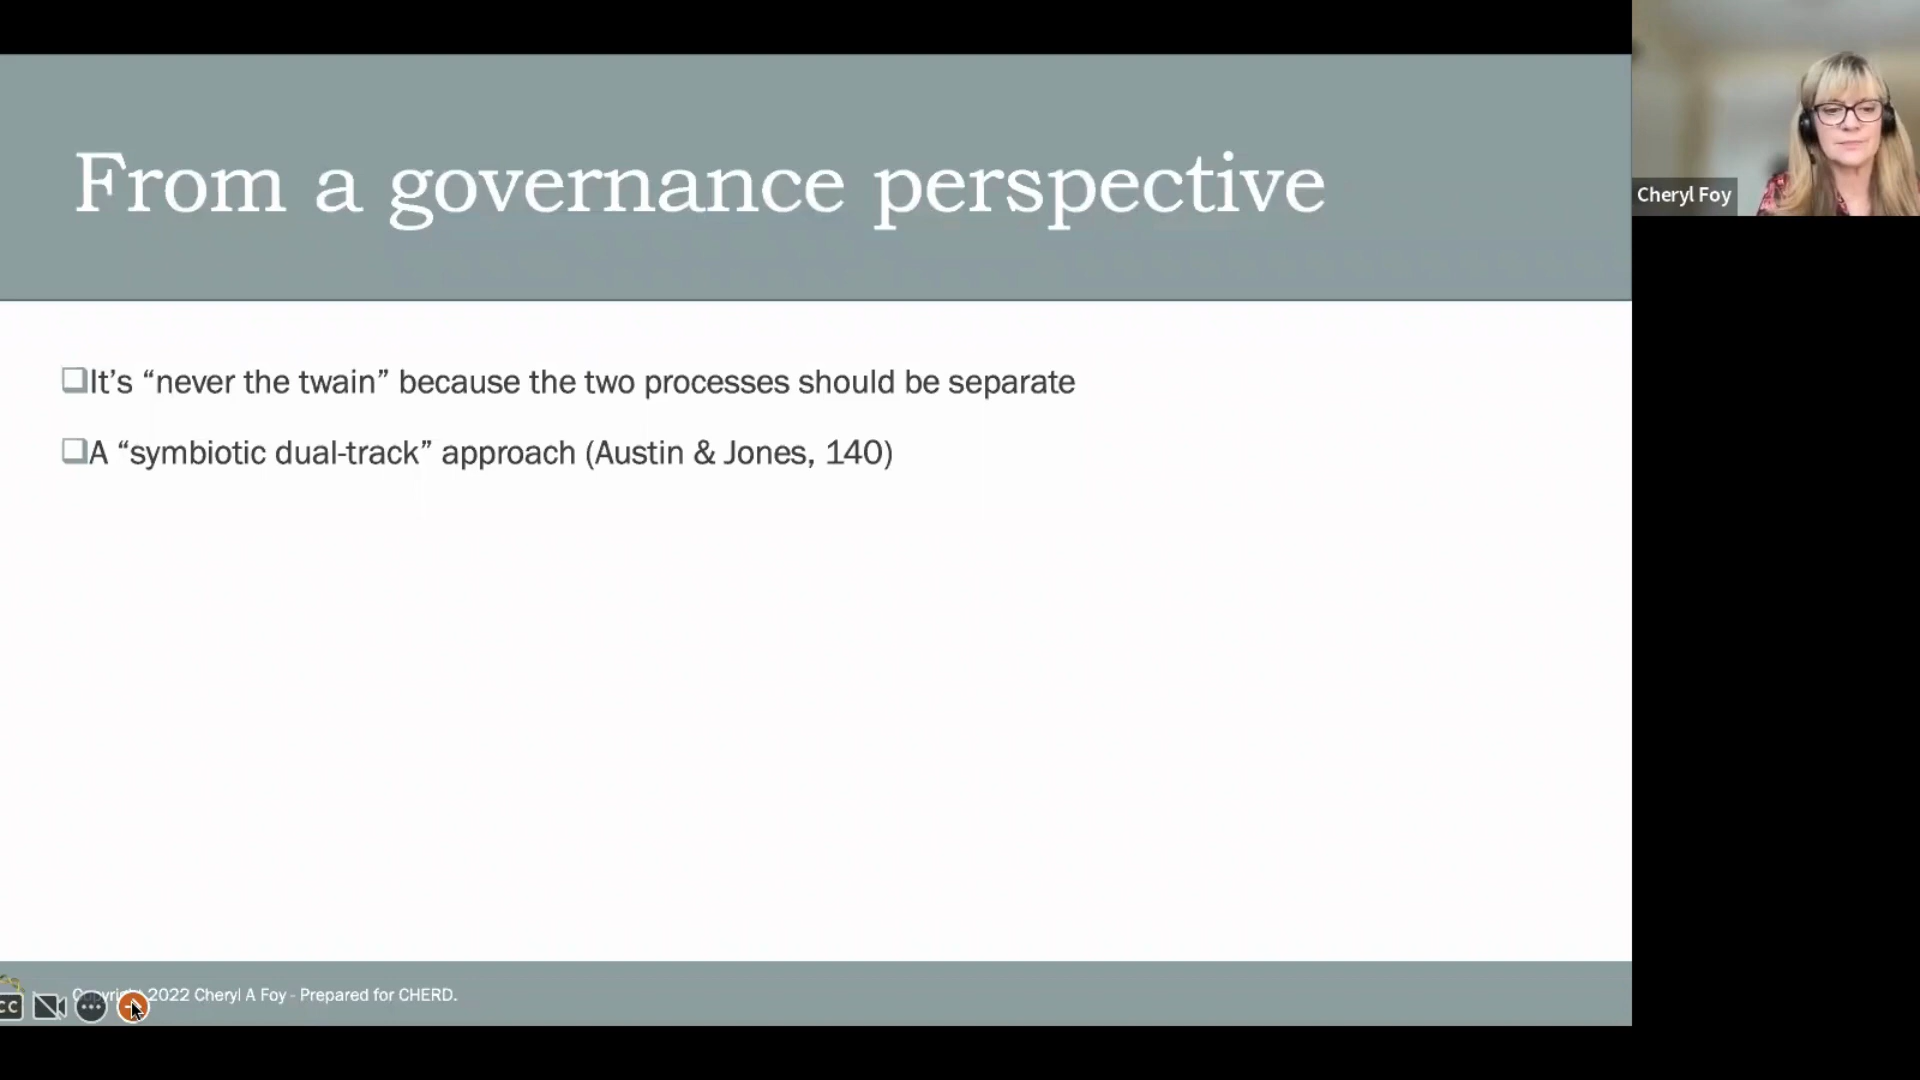 From a governance perspective
Cheryl Foy
It’s “never the twain” because the two processes should be separate
A “symbiotic dual-track” approach (Austin & Jones, 140)
2022 Cheryl A Foy - Prepared for CHERD.
CC